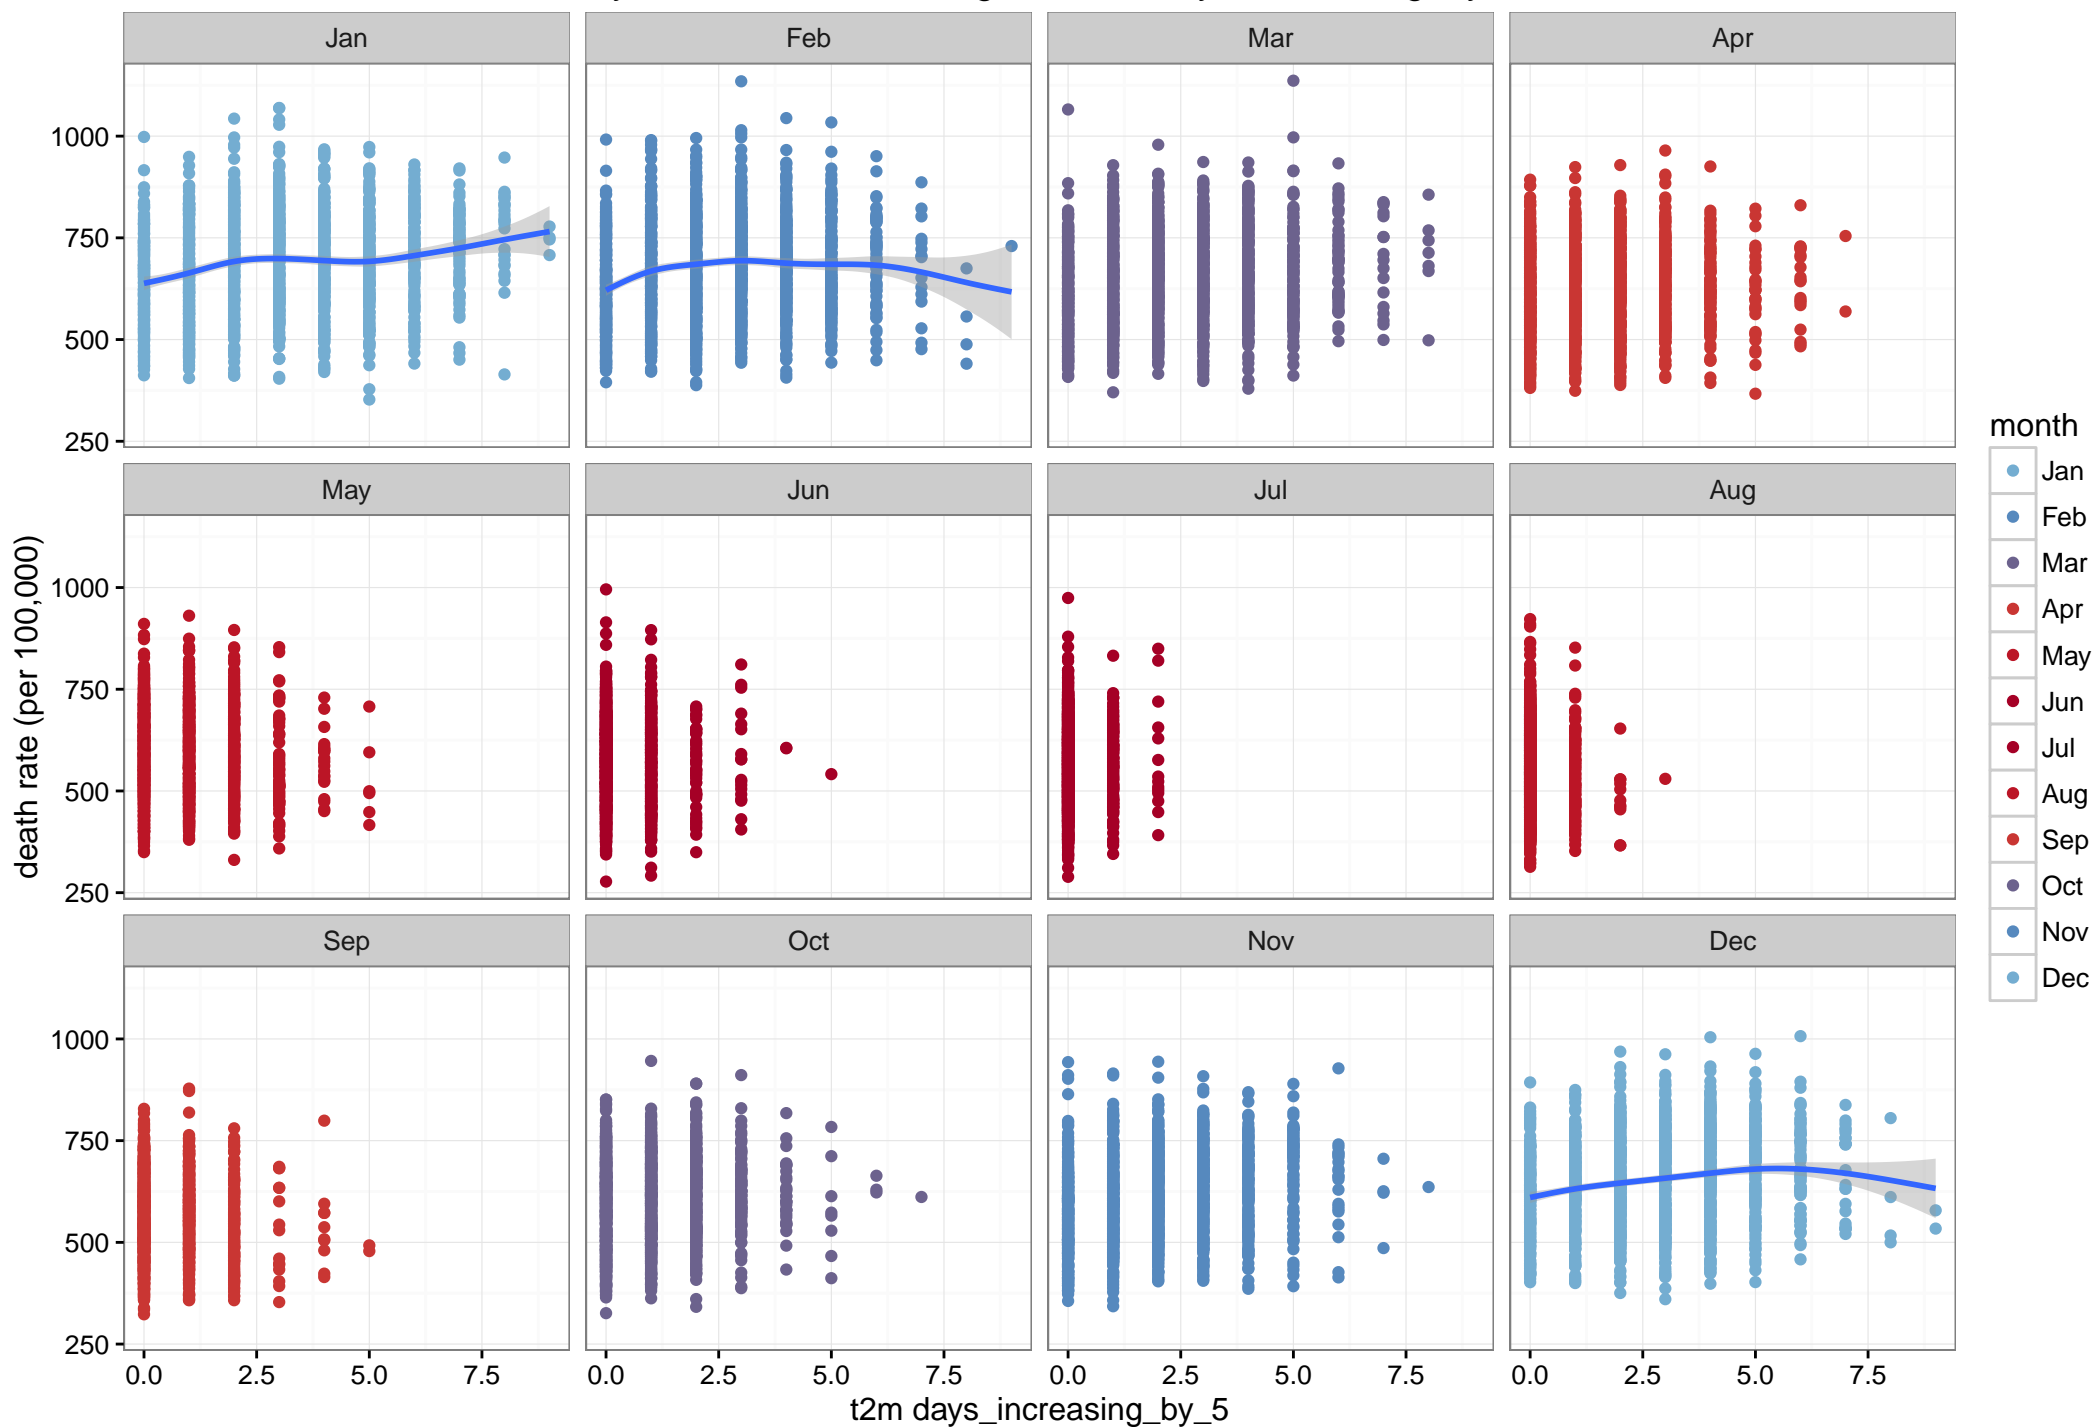 Jan Feb Mar Apr
1000
750
500
250
May Jun Jul Aug
1000
750
500
250
Sep Oct Nov Dec
1000
750
500
250
0.0 2.5 5.0 7.5 0.0 2.5 5.0 7.5 0.0 2.5 5.0 7.5 0.0 2.5 5.0 7.5
t2m days_increasing_by_5
death rate (per 100,000)
month
Jan
Feb
Mar
Apr
May
Jun
Jul
Aug
Sep
Oct
Nov
Dec